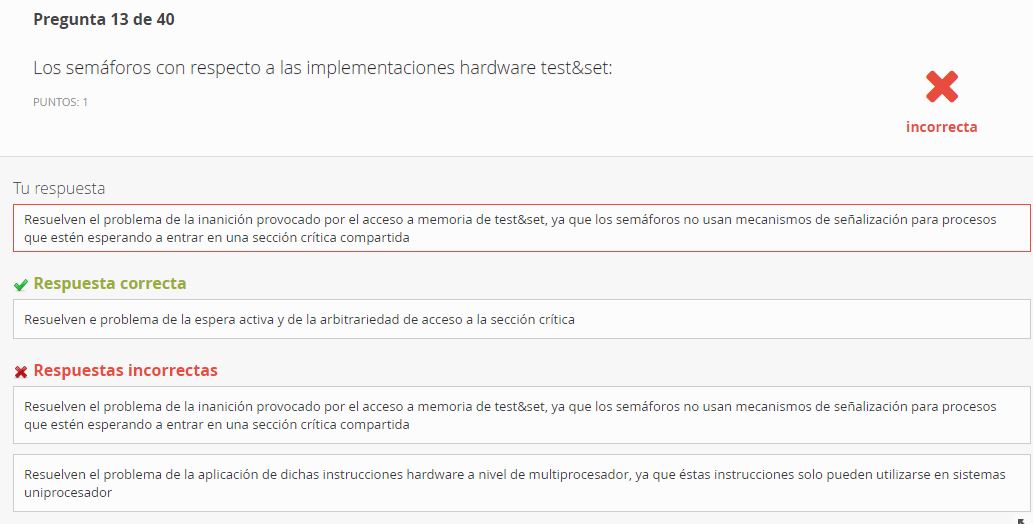 Pregunta 13 de 40
Los semáforos con respecto a las implementaciones hardware test&set:
PUNTOS: 1
incorrecta
Tu respuesta
Resuelven el problema de la inanición provocado por el acceso a memoria de test&set, ya que los semáforos no usan mecanismos de señalización para procesos
que estén esperando a entrar en una sección crítica compartida
Respuesta correcta
Resuelven e problema de la espera activa y de la arbitrariedad de acceso a la sección crítica
Respuestas incorrectas
Resuelven el problema de la inanición provocado por el acceso a memoria de test&set, ya que los semáforos no usan mecanismos de señalización para procesos
que estén esperando a entrar en una sección crítica compartida
Resuelven el problema de la aplicación de dichas instrucciones hardware a nivel de multiprocesador, ya que éstas instrucciones solo pueden utilizarse en sistemas
uniprocesador